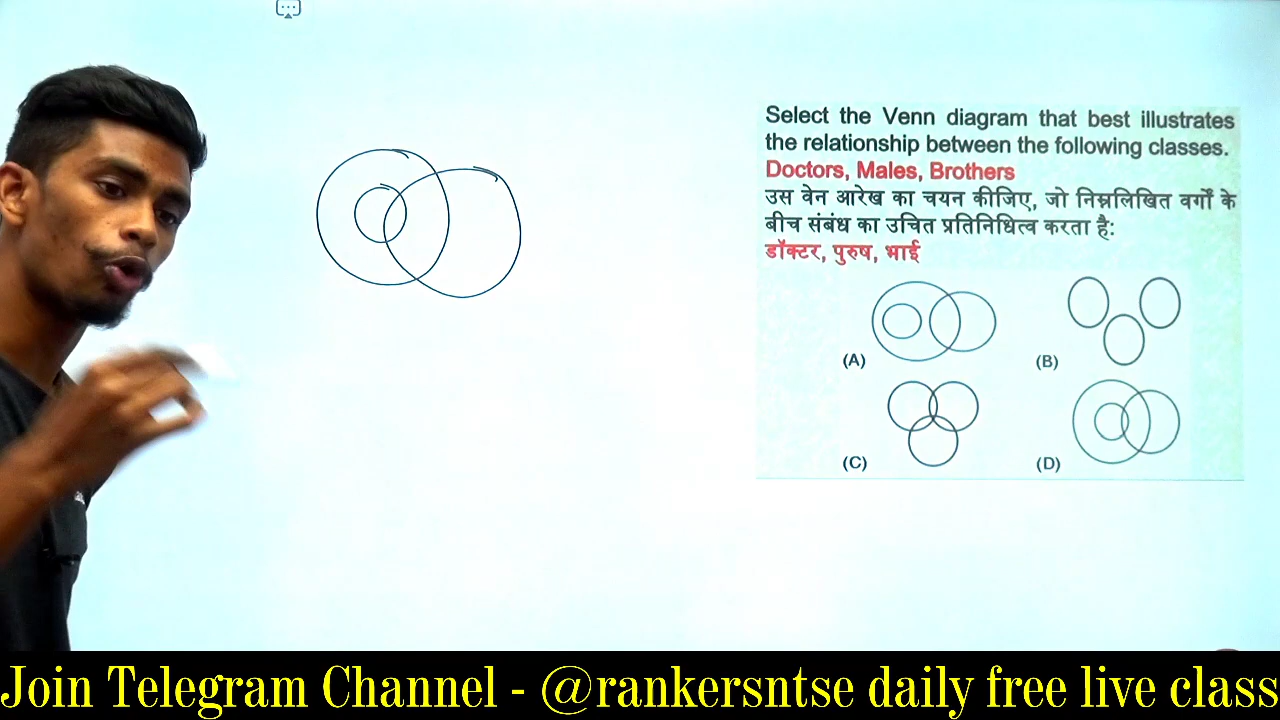 Select the Venn diagram that best illustrates
the relationship between the following classes.
Doctors, Males, Brothers
उस वेन आरेख का चयन कीजिए, जो निम्नलिखित वर्गों के
बीच संबंध का उचित प्रतिनिधित्व करता है:
डॉक्टर, पुरुष, भाई
(A)
(B)
(C)
(D)
Join Telegram Channel - @rankersntse daily free live class